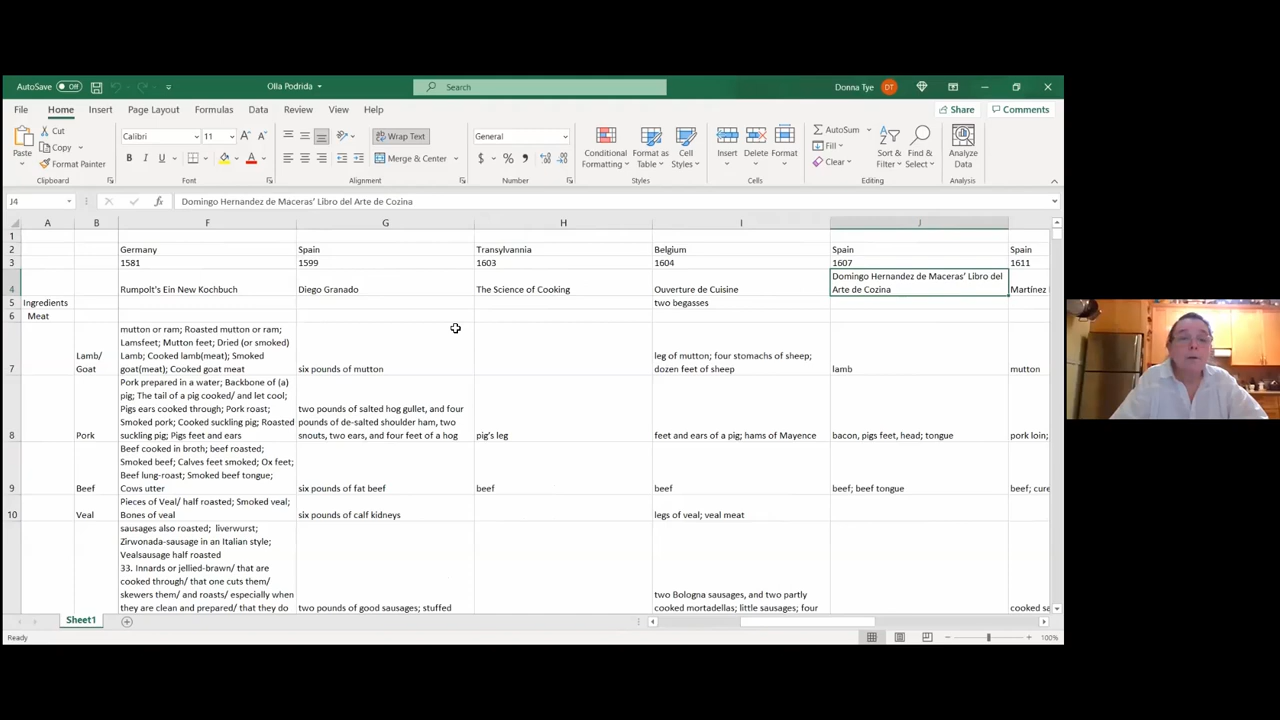 AutoSave Off Olla Podrida Search Donna Tye DT
File Home Insert Page Layout Formulas Data Review View Help Share Comments
Paste Cut Copy Format Painter Clipboard
Calibri 11 A A B I U A Font
Wrap Text Merge & Center Alignment
General $ % , Number
Conditional Formatting Format as Table Cell Styles Styles
Insert Delete Format Cells
AutoSum Fill Clear Sort & Filter Find & Select Editing
Analyze Data Analysis
J4 fx Domingo Hernandez de Maceras' Libro del Arte de Cozina
A B F G H I J
1
2 Germany Spain Transylvannia Belgium Spain Spain
3 1581 1599 1603 1604 1607 1611
Domingo Hernandez de Maceras' Libro del
4 Rumpolt's Ein New Kochbuch Diego Granado The Science of Cooking Ouverture de Cuisine Arte de Cozina Martínez
5 Ingredients two begasses
6 Meat
mutton or ram; Roasted mutton or ram;
Lamsfeet; Mutton feet; Dried (or smoked)
Lamb/ Lamb; Cooked lamb(meat); Smoked leg of mutton; four stomachs of sheep;
7 Goat goat(meat); Cooked goat meat six pounds of mutton dozen feet of sheep lamb mutton
Pork prepared in a water; Backbone of (a)
pig; The tail of a pig cooked/ and let cool;
Pigs ears cooked through; Pork roast; two pounds of salted hog gullet, and four
Smoked pork; Cooked suckling pig; Roasted pounds of de-salted shoulder ham, two
8 Pork suckling pig; Pigs feet and ears snouts, two ears, and four feet of a hog pig's leg feet and ears of a pig; hams of Mayence bacon, pigs feet, head; tongue pork loin;
Beef cooked in broth; beef roasted;
Smoked beef; Calves feet smoked; Ox feet;
Beef lung-roast; Smoked beef tongue;
9 Beef Cows utter six pounds of fat beef beef beef beef; beef tongue beef; cure
Pieces of Veal/ half roasted; Smoked veal;
10 Veal Bones of veal six pounds of calf kidneys legs of veal; veal meat
sausages also roasted; liverwurst;
Zirwonada-sausage in an Italian style;
Vealsausage half roasted
33. Innards or jellied-brawn/ that are
cooked through/ that one cuts them/
skewers them/ and roasts/ especially when two Bologna sausages, and two partly
they are clean and prepared/ that they do two pounds of good sausages; stuffed cooked mortadellas; little sausages; four cooked sa
Sheet1
Ready 100%